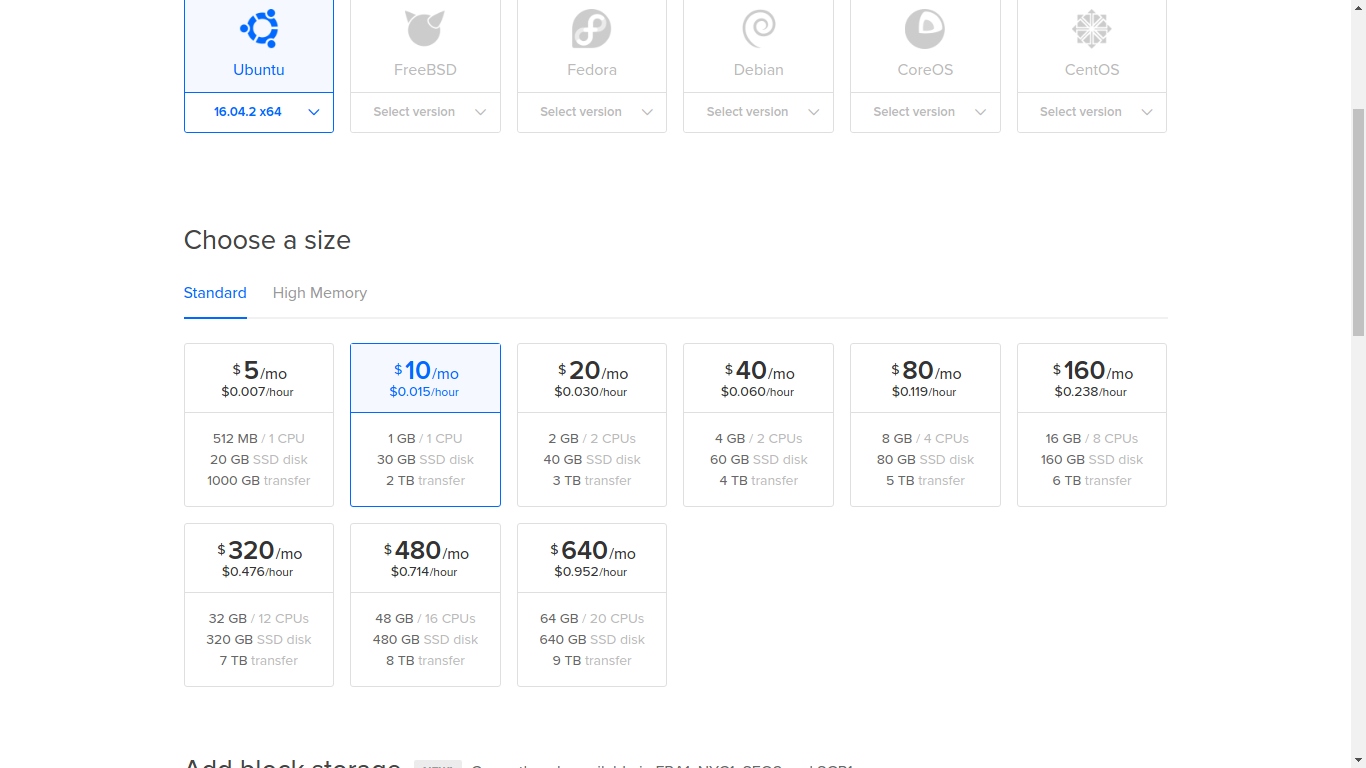 Ubuntu
FreeBSD
Fedora
Debian
CoreOS
CentOS
16.04.2 x64
Select version
Select version
Select version
Select version
Select version
Choose a size
Standard
High Memory
$5/mo
$0.007/hour
512 MB / 1 CPU
20 GB SSD disk
1000 GB transfer
$10/mo
$0.015/hour
1 GB / 1 CPU
30 GB SSD disk
2 TB transfer
$20/mo
$0.030/hour
2 GB / 2 CPUs
40 GB SSD disk
3 TB transfer
$40/mo
$0.060/hour
4 GB / 2 CPUs
60 GB SSD disk
4 TB transfer
$80/mo
$0.119/hour
8 GB / 4 CPUs
80 GB SSD disk
5 TB transfer
$160/mo
$0.238/hour
16 GB / 8 CPUs
160 GB SSD disk
6 TB transfer
$320/mo
$0.476/hour
32 GB / 12 CPUs
320 GB SSD disk
7 TB transfer
$480/mo
$0.714/hour
48 GB / 16 CPUs
480 GB SSD disk
8 TB transfer
$640/mo
$0.952/hour
64 GB / 20 CPUs
640 GB SSD disk
9 TB transfer
Add block storage